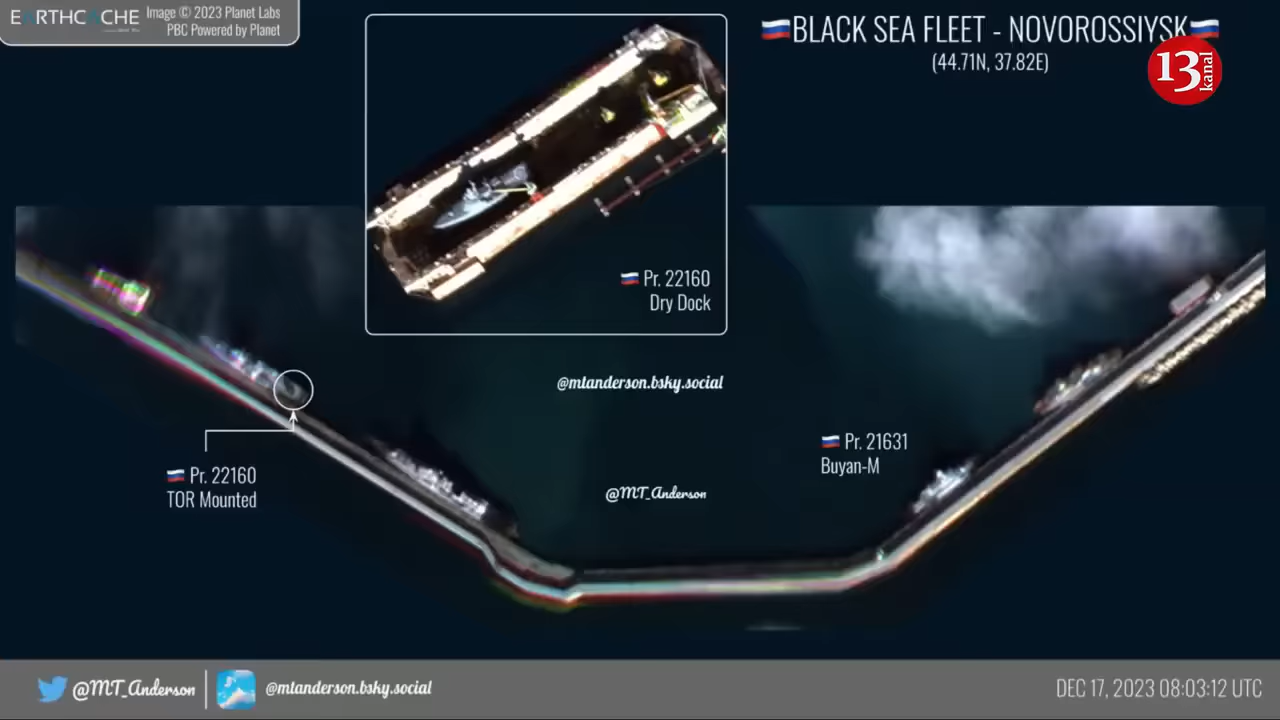 EARTHCACHE
Image © 2023 Planet Labs
PBC Powered by Planet
BLACK SEA FLEET - NOVOROSSIYSK
(44.71N, 37.82E)
13 kanal
Pr. 22160
Dry Dock
@mtanderson.bsky.social
Pr. 21631
Buyan-M
Pr. 22160
TOR Mounted
@MT_Anderson
@MT_Anderson
@mtanderson.bsky.social
DEC 17, 2023 08:03:12 UTC